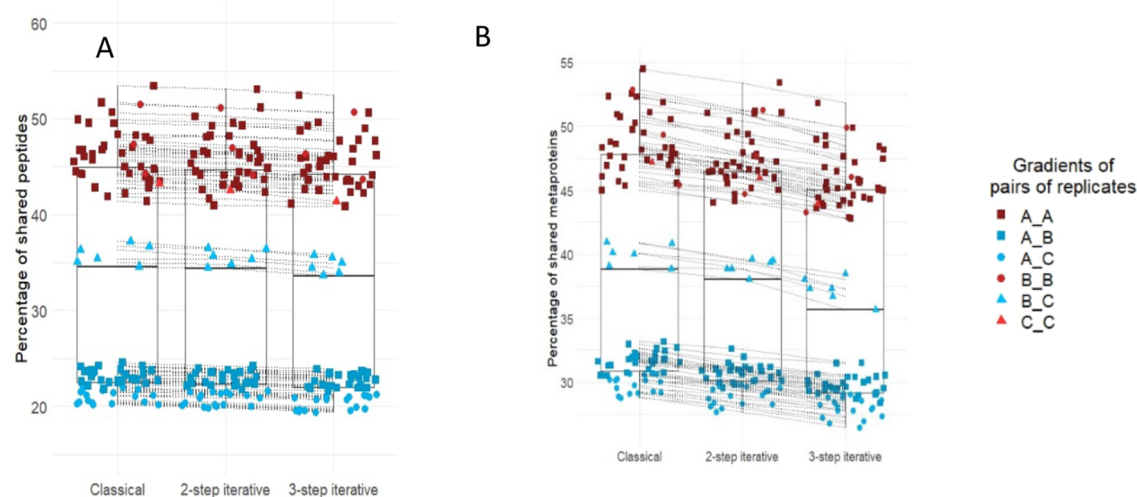 A
Percentage of shared peptides
60
50
40
30
20
Classical
2-step iterative
3-step iterative
B
Percentage of shared metaproteins
55
50
45
40
35
30
Classical
2-step iterative
3-step iterative
Gradients of
pairs of replicates
A_A
A_B
A_C
B_B
B_C
C_C